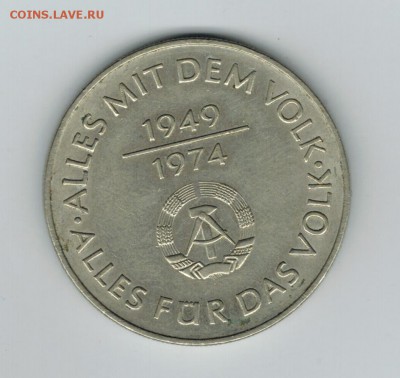 COINS.LAVE.RU
· ALLES MIT DEM VOLK ·
1949
1974
ALLES FÜR DAS VOLK